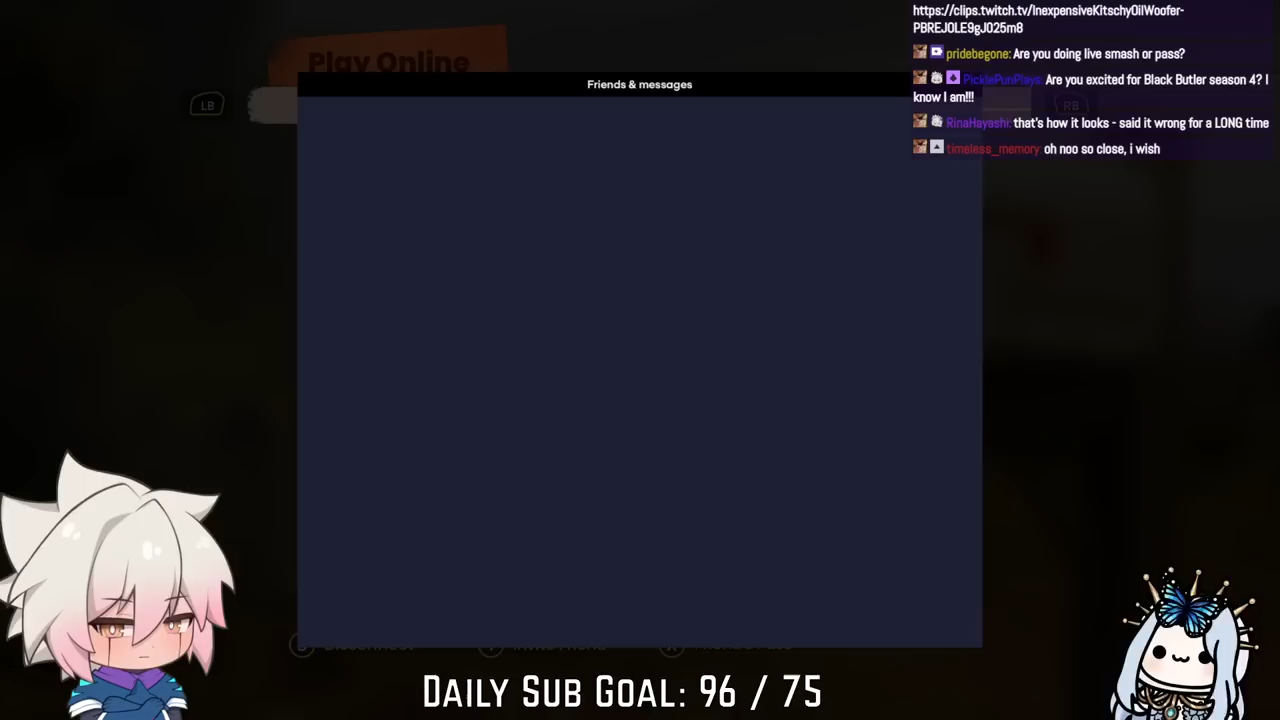 https://clips.twitch.tv/InexpensiveKitschyOilWoofer-
PBREJOLE9gJ025m8
pridebegone: Are you doing live smash or pass?
PicklePunPlays: Are you excited for Black Butler season 4? I
know I am!!!
RinaHayashi: that's how it looks - said it wrong for a LONG time
timeless_memory: oh noo so close, i wish
Play Online
Friends & messages
LB
RB
DAILY SUB GOAL: 96 / 75